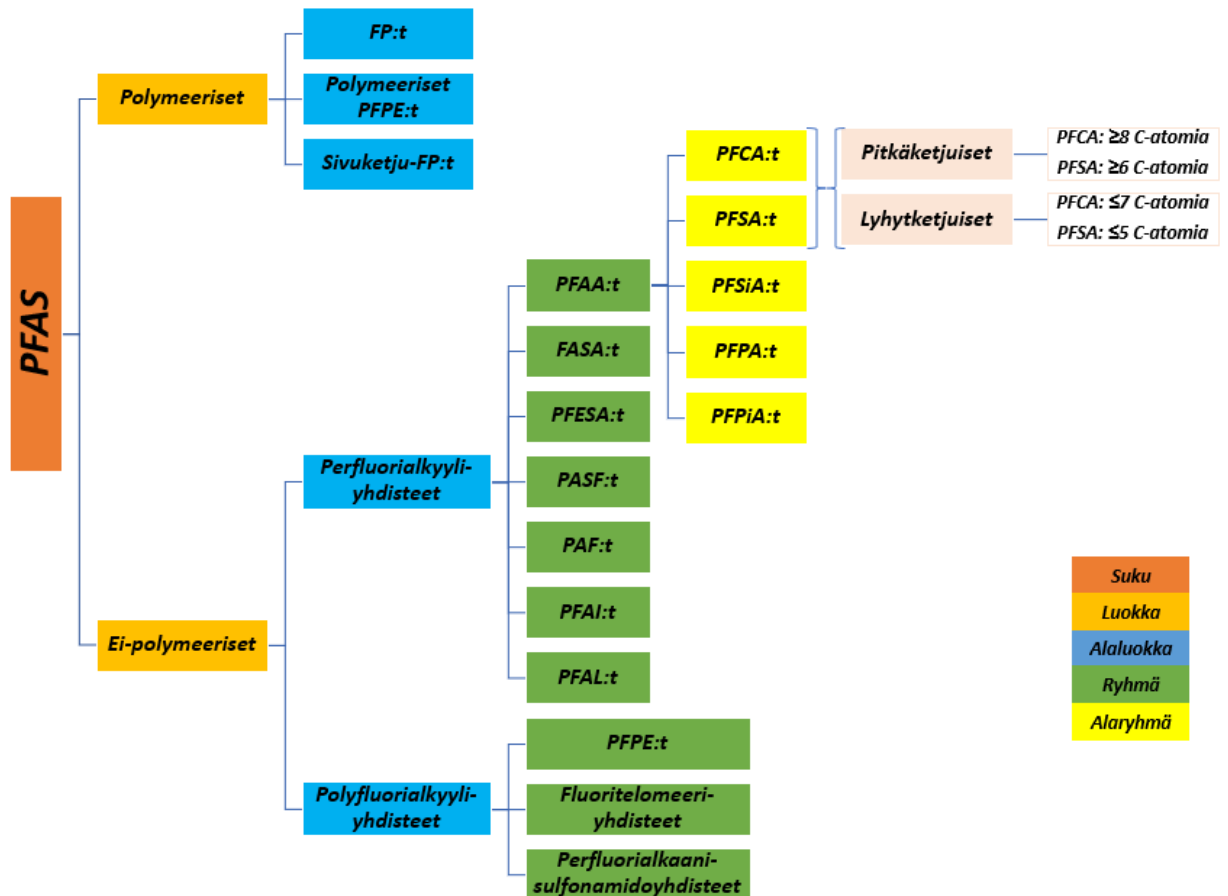 PFAS
Polymeeriset
FP:t
Polymeeriset
PFPE:t
Sivuketju-FP:t
Ei-polymeeriset
Perfluorialkyyli-
yhdisteet
PFAA:t
PFCA:t
PFSA:t
Pitkäketjuiset
PFCA: ≥8 C-atomia
PFSA: ≥6 C-atomia
Lyhytketjuiset
PFCA: ≤7 C-atomia
PFSA: ≤5 C-atomia
PFSiA:t
PFPA:t
PFPiA:t
FASA:t
PFESA:t
PASF:t
PAF:t
PFAI:t
PFAL:t
Polyfluorialkyyli-
yhdisteet
PFPE:t
Fluoritelomeeri-
yhdisteet
Perfluorialkaani-
sulfonamidoyhdisteet
Suku
Luokka
Alaluokka
Ryhmä
Alaryhmä